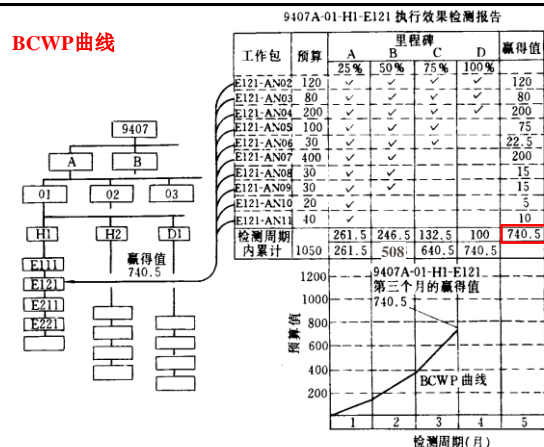 9407A-01-H1-E121 执行效果检测报告
BCWP曲线
工作包 预算 里程碑 赢得值
A B C D
25% 50% 75% 100%
E121-AN02 120 ✓ ✓ ✓ ✓ 120
E121-AN03 80 ✓ ✓ ✓ ✓ 80
E121-AN04 200 ✓ ✓ ✓ ✓ 200
E121-AN05 100 ✓ ✓ ✓ 75
E121-AN06 30 ✓ ✓ ✓ 22.5
E121-AN07 400 ✓ ✓ 200
E121-AN08 30 ✓ ✓ 15
E121-AN09 30 ✓ ✓ 15
E121-AN10 20 ✓ 5
E121-AN11 40 ✓ 10
检测周期 261.5 246.5 132.5 100 740.5
内累计 1050 261.5 508 640.5 740.5
9407
A B
01 02 03
H1 H2 D1
E111
E121
E211
E221
赢得值
740.5
9407A-01-H1-E121
第三个月的赢得值
740.5
预算值
1200
1000
800
600
400
200
BCWP 曲线
1 2 3 4 5
检测周期(月)